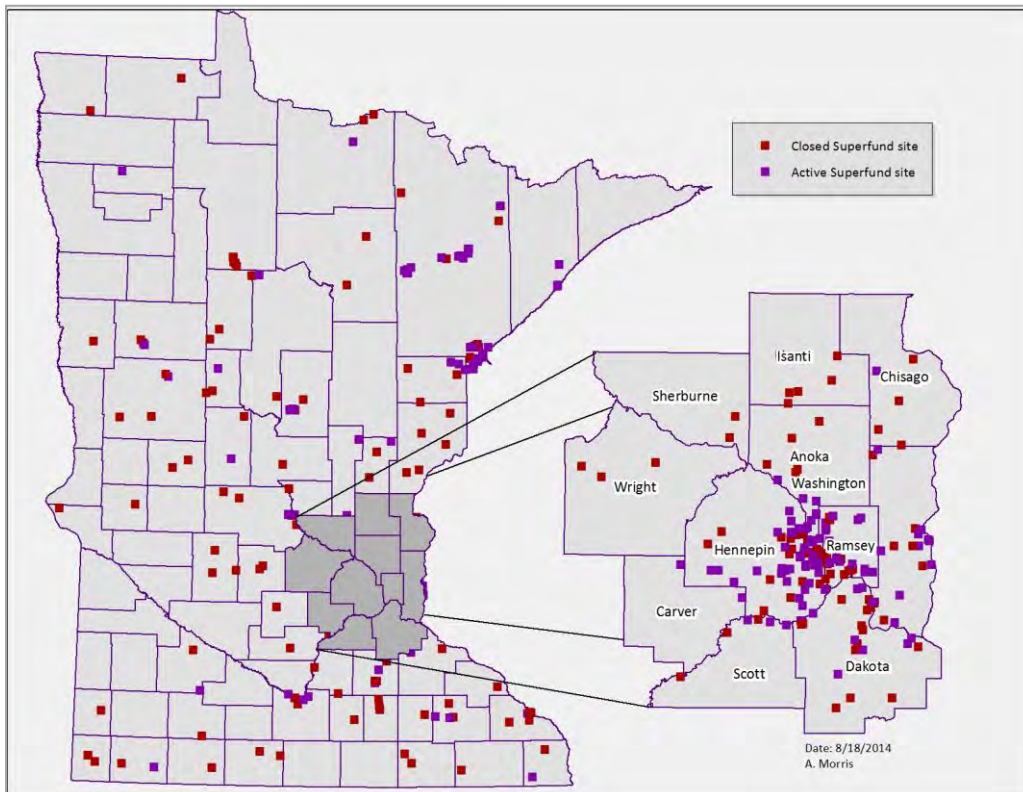 Closed Superfund site
Active Superfund site
Isanti
Chisago
Sherburne
Anoka
Washington
Wright
Hennepin
Ramsey
Carver
Scott
Dakota
Date: 8/18/2014
A. Morris